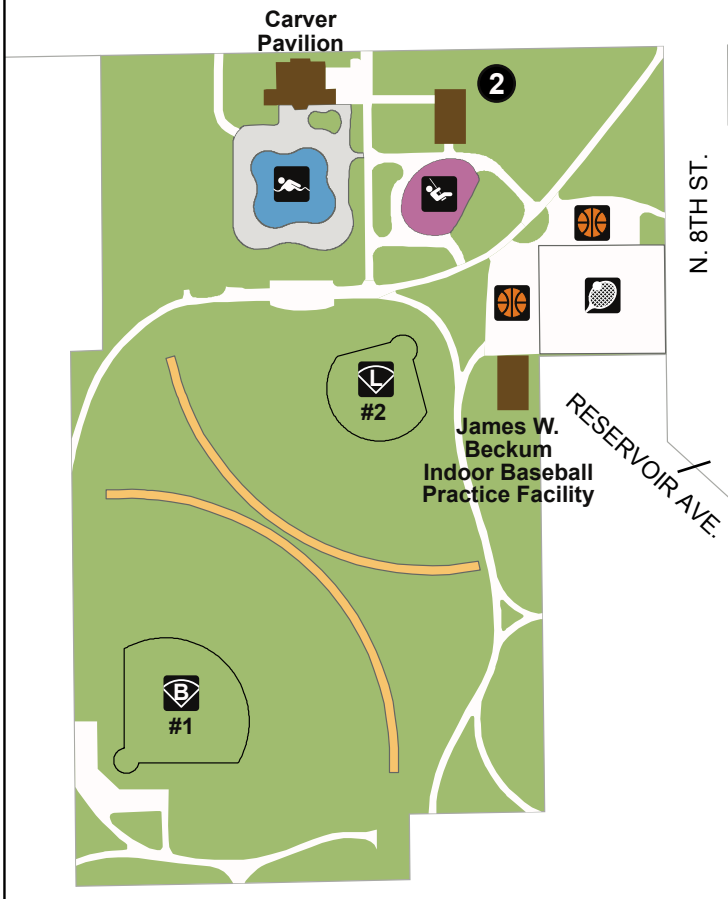 Carver
Pavilion
2
N. 8TH ST.
L
#2
James W.
Beckum
Indoor Baseball
Practice Facility
RESERVOIR AVE.
B
#1